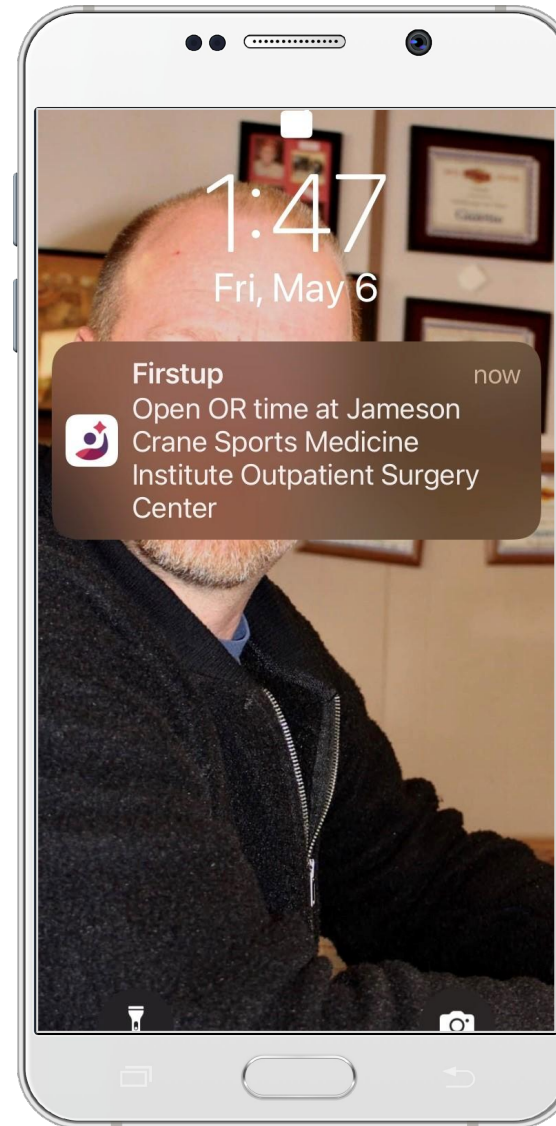 1:47
Fri, May 6
Firstup
now
Open OR time at Jameson
Crane Sports Medicine
Institute Outpatient Surgery
Center